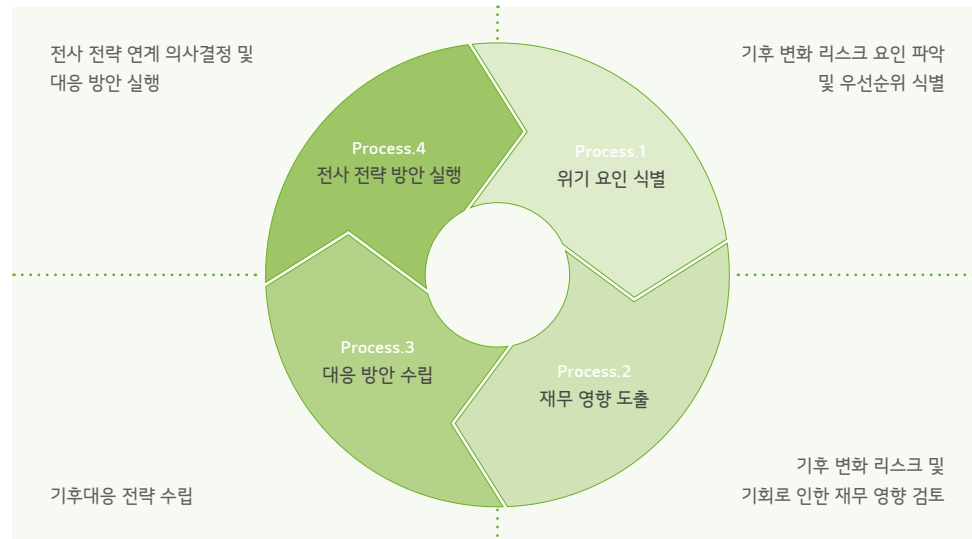 전사 전략 연계 의사결정 및
대응 방안 실행
기후 변화 리스크 요인 파악
및 우선순위 식별
Process.4
전사 전략 방안 실행
Process.1
위기 요인 식별
Process.3
대응 방안 수립
Process.2
재무 영향 도출
기후대응 전략 수립
기후 변화 리스크 및
기회로 인한 재무 영향 검토